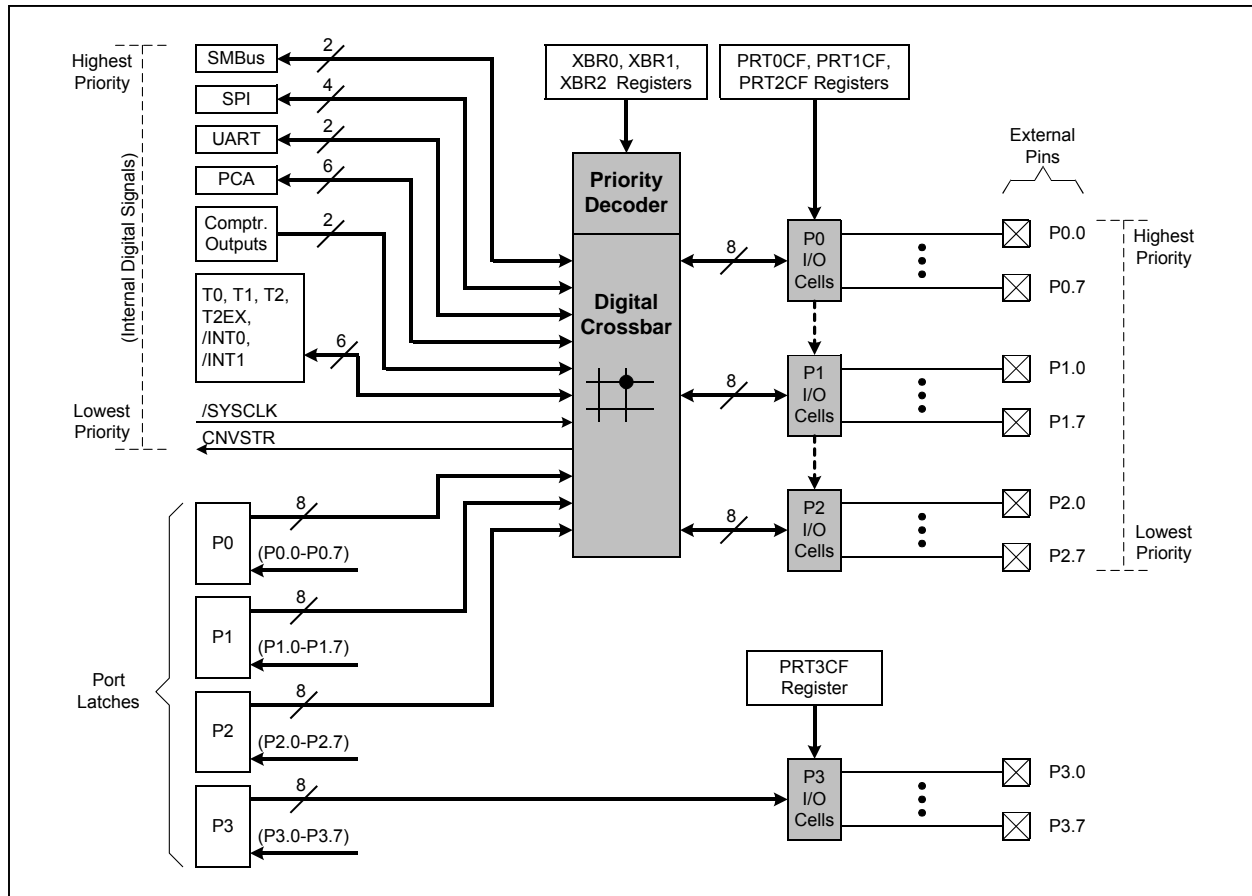 Highest
Priority
(Internal Digital Signals)
Lowest
Priority
SMBus
2
SPI
4
UART
2
PCA
6
Comptr.
Outputs
2
T0, T1, T2,
T2EX,
/INT0,
/INT1
6
/SYSCLK
CNVSTR
XBR0, XBR1,
XBR2 Registers
PRT0CF, PRT1CF,
PRT2CF Registers
Priority
Decoder
Digital
Crossbar
8
P0
I/O
Cells
8
P1
I/O
Cells
8
P2
I/O
Cells
External
Pins
P0.0
P0.7
P1.0
P1.7
P2.0
P2.7
Highest
Priority
Lowest
Priority
Port
Latches
P0
8
(P0.0-P0.7)
P1
8
(P1.0-P1.7)
P2
8
(P2.0-P2.7)
P3
8
(P3.0-P3.7)
PRT3CF
Register
P3
I/O
Cells
P3.0
P3.7